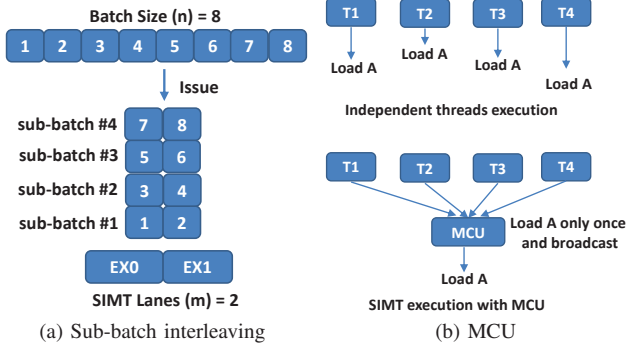 Batch Size (n) = 8
1 2 3 4 5 6 7 8
Issue
sub-batch #4 7 8
sub-batch #3 5 6
sub-batch #2 3 4
sub-batch #1 1 2
EX0 EX1
SIMT Lanes (m) = 2
(a) Sub-batch interleaving
T1 T2 T3 T4
Load A Load A Load A Load A
Independent threads execution
T1 T2 T3 T4
MCU
Load A only once
and broadcast
Load A
SIMT execution with MCU
(b) MCU